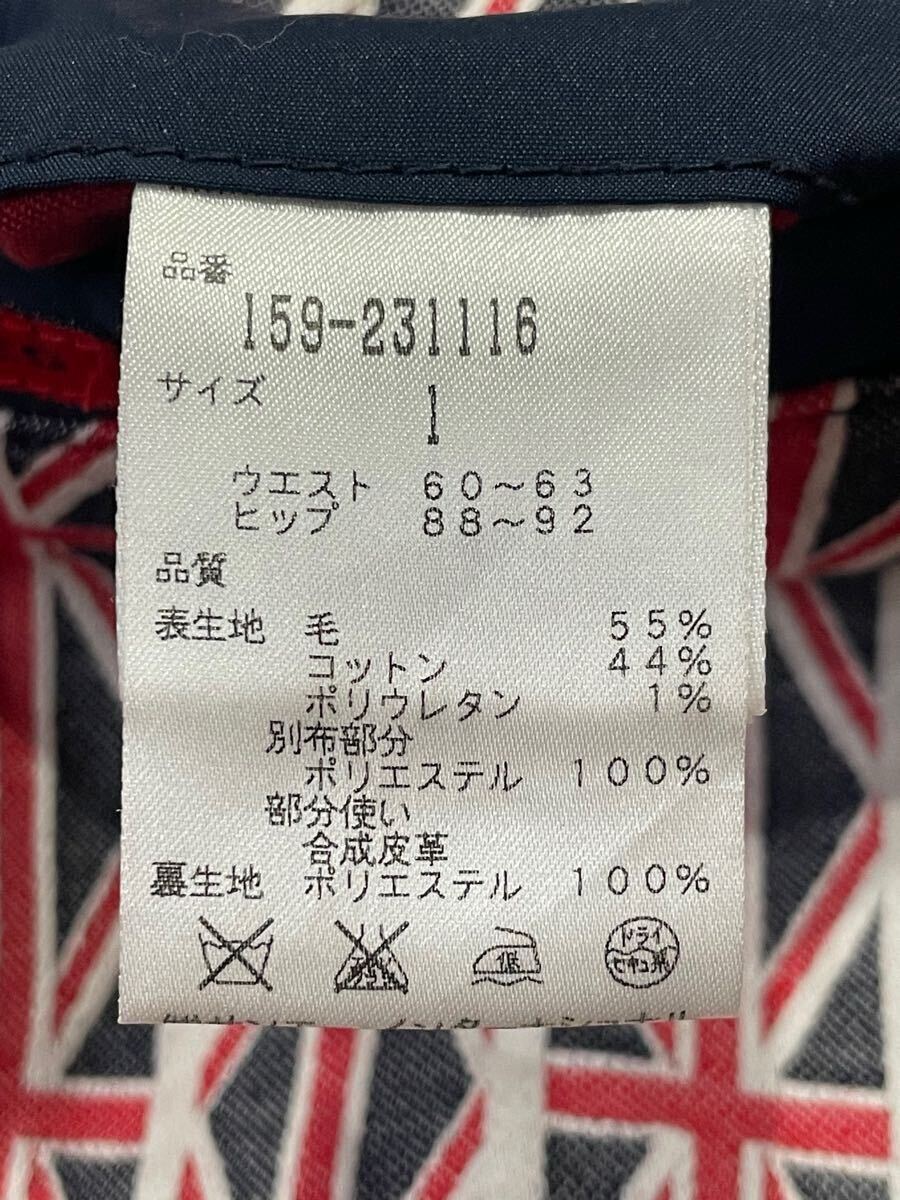 品番
159-231116
サイズ
1
ウエスト 60～63
ヒップ 88～92
品質
表生地 毛 55%
コットン 44%
ポリウレタン 1%
別布部分
ポリエステル 100%
部分使い
合成皮革
裏生地 ポリエステル 100%
低
ドライ
セキユ系